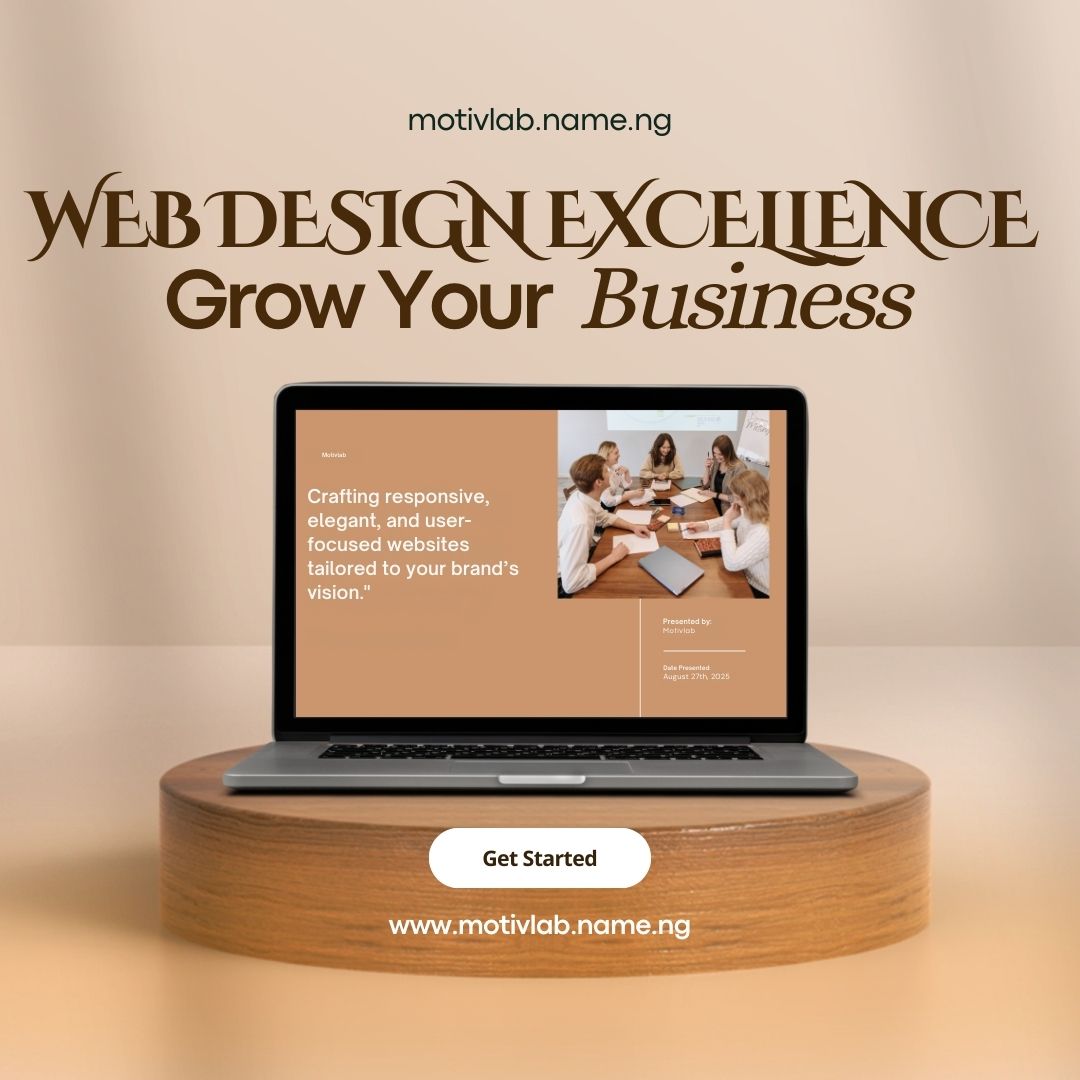 motivlab.name.ng
WEB DESIGN EXCELLENCE
Grow Your Business
Motivlab
Crafting responsive,
elegant, and user-
focused websites
tailored to your brand's
vision."
Presented by:
Motivlab
Date Presented:
August 27th, 2025
Get Started
www.motivlab.name.ng